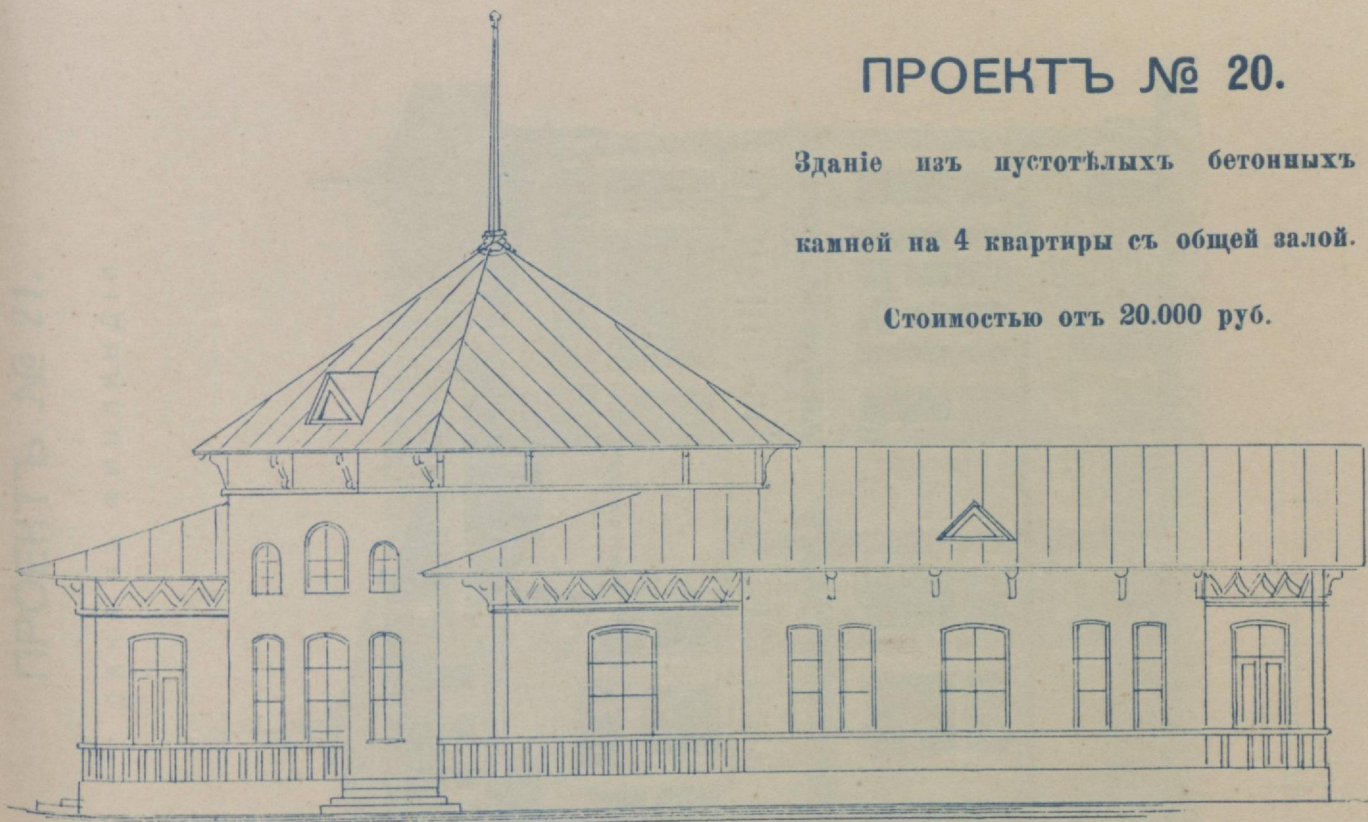 ПРОЕКТЪ № 20.
Зданіе изъ пустотѣлыхъ бетонныхъ
камней на 4 квартиры съ общей залой.
Стоимостью отъ 20.000 руб.